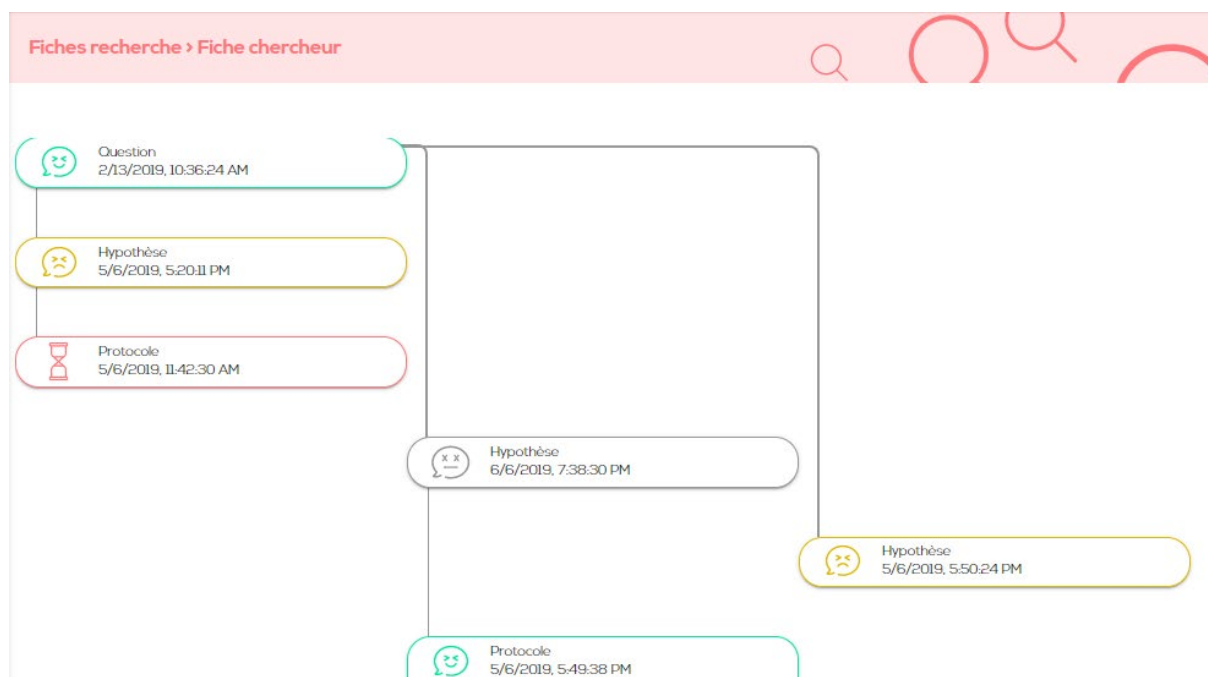 Fiches recherche › Fiche chercheur
Question
2/13/2019, 10:36:24 AM
Hypothèse
5/6/2019, 5:20:11 PM
Protocole
5/6/2019, 11:42:30 AM
Hypothèse
6/6/2019, 7:38:30 PM
Hypothèse
5/6/2019, 5:50:24 PM
Protocole
5/6/2019, 5:49:38 PM